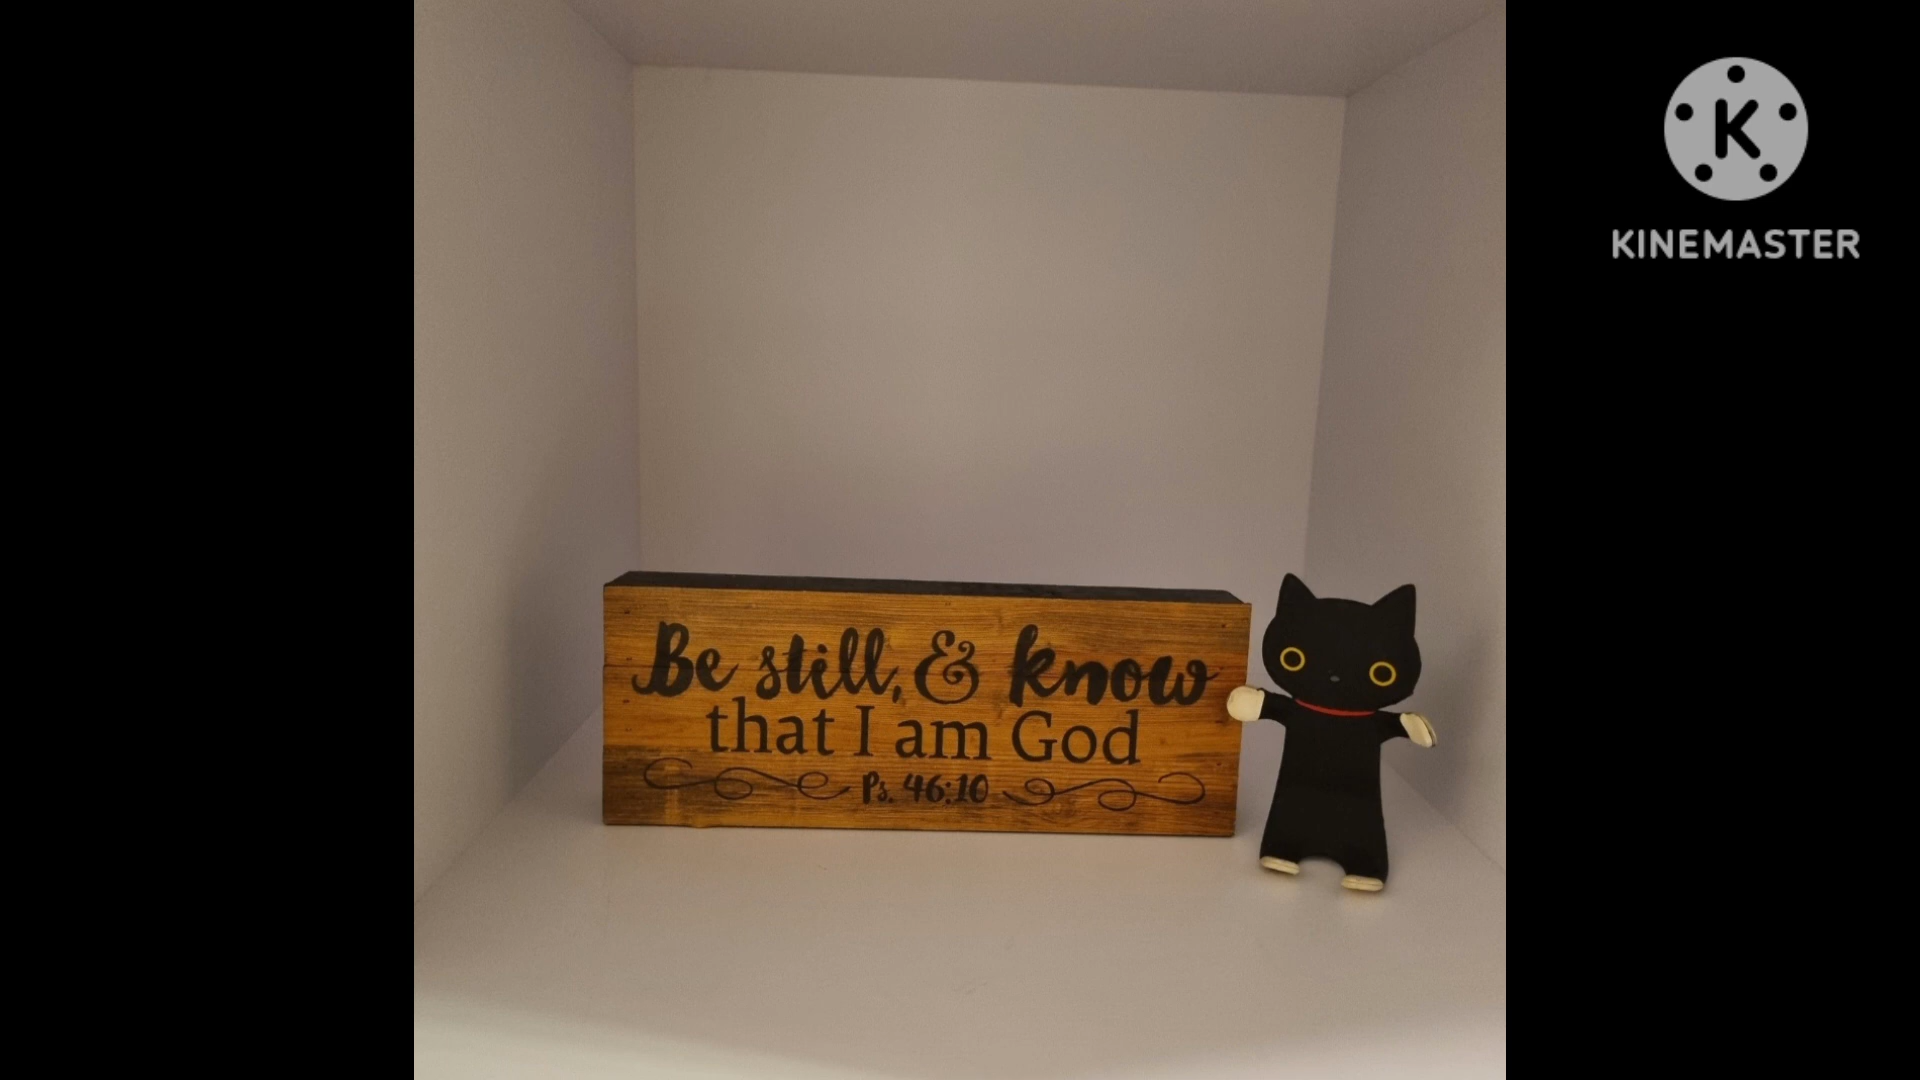 Be still, & know
that I am God
Ps. 46:10
K
KINEMASTER